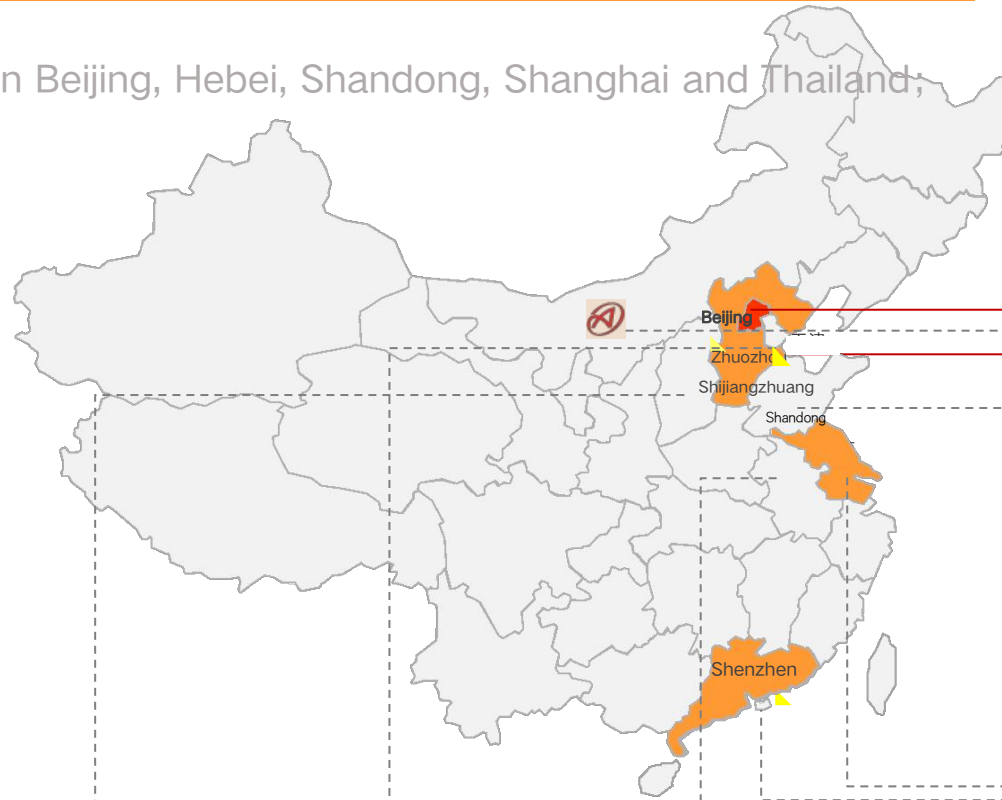 n Beijing, Hebei, Shandong, Shanghai and Thailand;
Beijing
Zhuozho
Shijiangzhuang
Shandong
Shenzhen